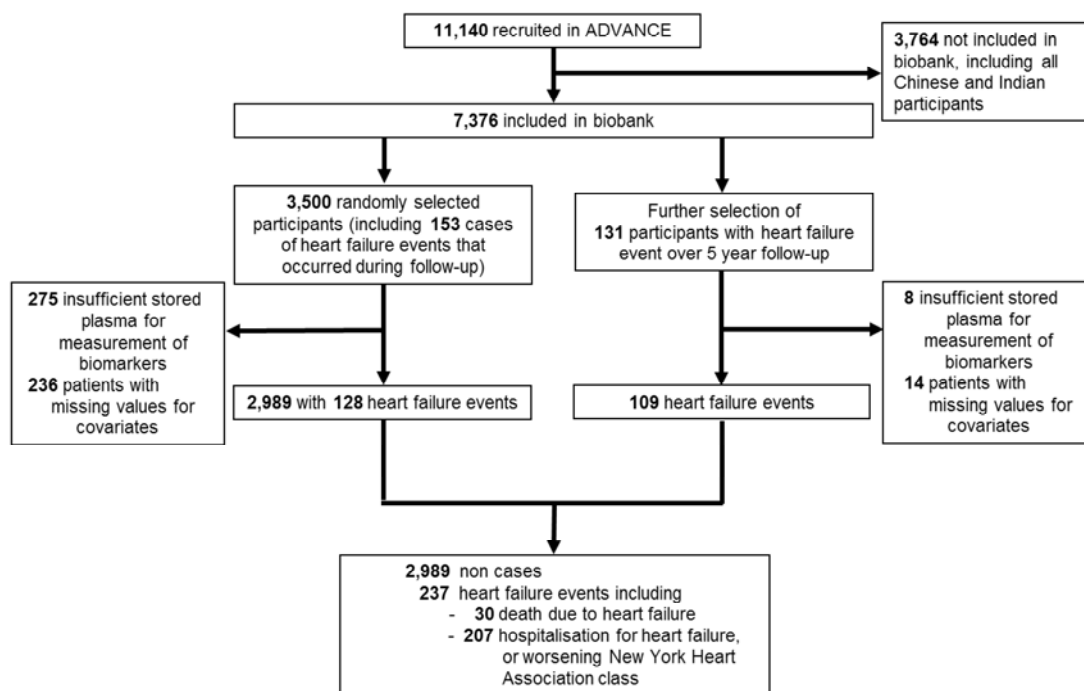 11,140 recruited in ADVANCE
3,764 not included in
biobank, including all
Chinese and Indian
participants
7,376 included in biobank
3,500 randomly selected
participants (including 153 cases
of heart failure events that
occurred during follow-up)
Further selection of
131 participants with heart failure
event over 5 year follow-up
275 insufficient stored
plasma for
measurement of
biomarkers
236 patients with
missing values for
covariates
8 insufficient stored
plasma for
measurement of
biomarkers
14 patients with
missing values for
covariates
2,989 with 128 heart failure events
109 heart failure events
2,989 non cases
237 heart failure events including
- 30 death due to heart failure
- 207 hospitalisation for heart failure,
or worsening New York Heart
Association class